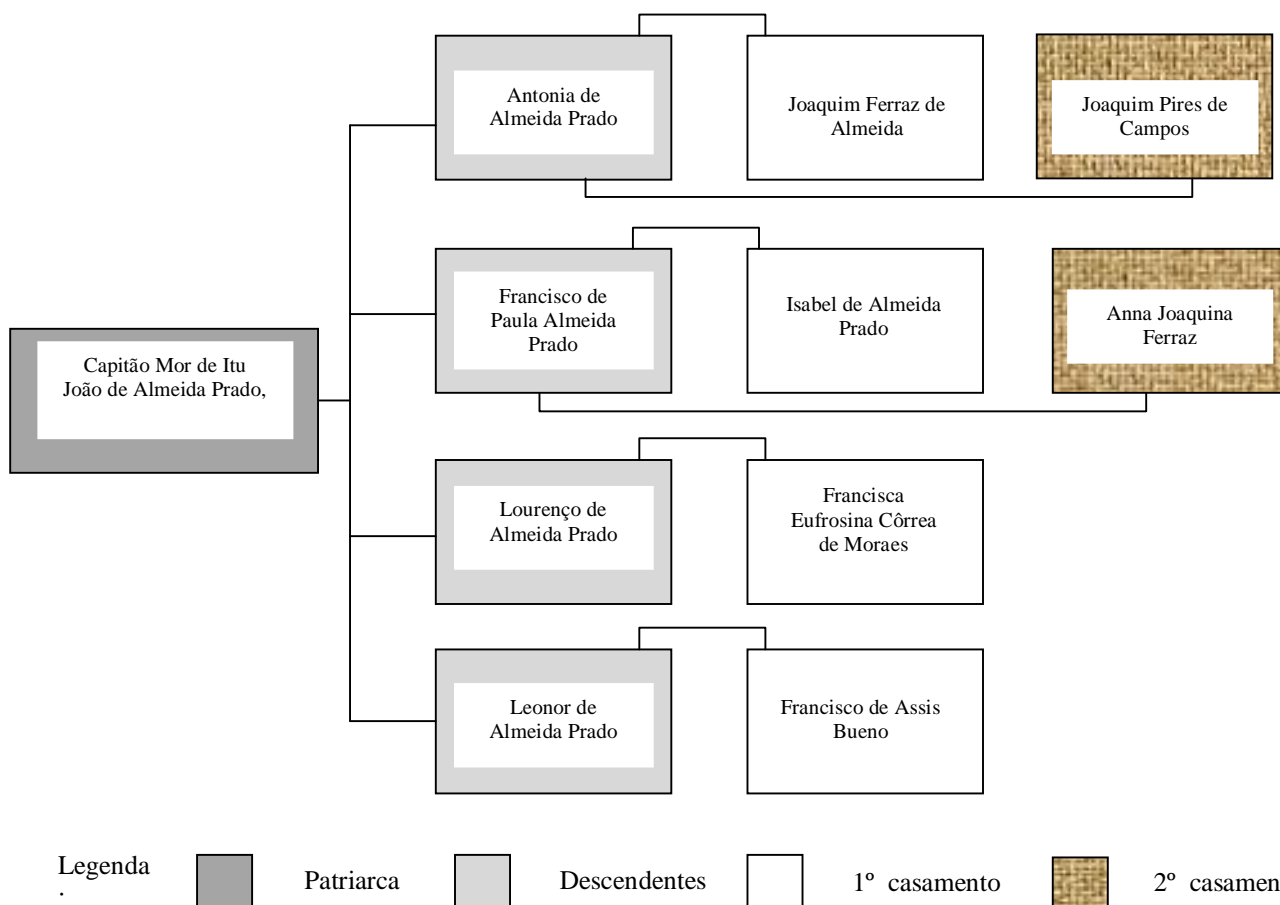 Antonia de
Almeida Prado
Joaquim Ferraz de
Almeida
Joaquim Pires de
Campos
Francisco de
Paula Almeida
Prado
Isabel de Almeida
Prado
Anna Joaquina
Ferraz
Capitão Mor de Itu
João de Almeida Prado,
Lourenço de
Almeida Prado
Francisca
Eufrosina Côrrea
de Moraes
Leonor de
Almeida Prado
Francisco de Assis
Bueno
Legenda
.
Patriarca
Descendentes
1º casamento
2º casamen